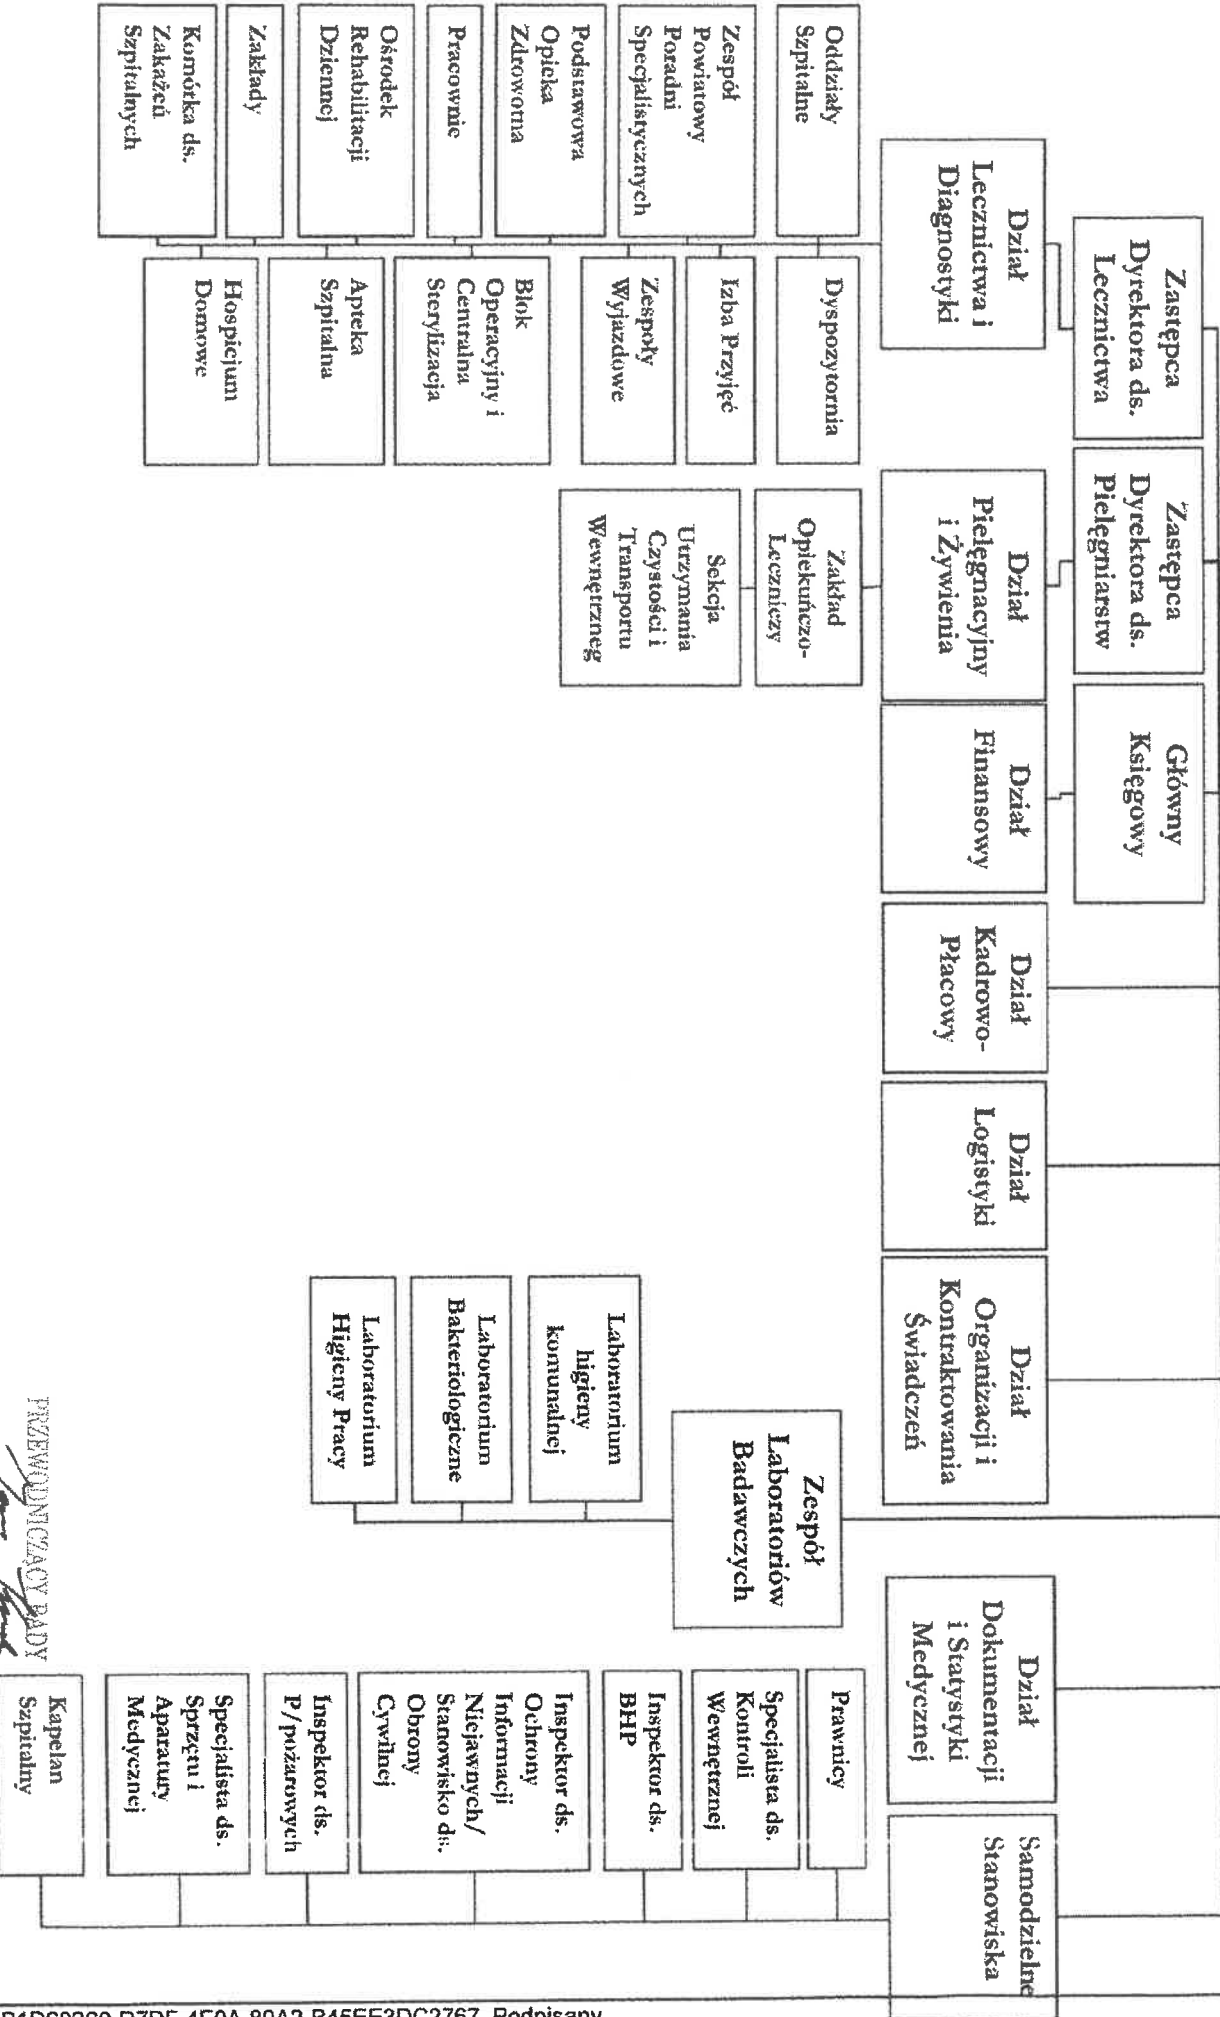 Zastępca
Dyrektora ds.
Lecznictwa
Zastępca
Dyrektora ds.
Pielęgniarstw
Główny
Księgowy
Dział
Lecznictwa i
Diagnostyki
Dział
Pielęgnacyjny
i Żywienia
Dział
Finansowy
Dział
Kadrowo-
Płacowy
Dział
Logistyki
Dział
Organizacji i
Kontraktowania
Świadczeń
Dział
Dokumentacji
i Statystyki
Medycznej
Samodzielne
Stanowiska
Oddziały
Szpitalne
Dyspozytornia
Zespół
Powiatowy
Poradni
Specjalistycznych
Izba Przyjęć
Podstawowa
Opieka
Zdrowotna
Zespoły
Wyjazdowe
Pracownie
Blok
Operacyjny i
Centralna
Sterylizacja
Ośrodek
Rehabilitacji
Dziennej
Apteka
Szpitalna
Zakłady
Hospicjum
Domowe
Komórka ds.
Zakażeń
Szpitalnych
Zakład
Opiekuńczo-
Leczniczy
Sekcja
Utrzymania
Czystości i
Transportu
Wewnętrzneg
Zespół
Laboratoriów
Badawczych
Laboratorium
higieny
komunalnej
Laboratorium
Bakteriologiczne
Laboratorium
Higieny Pracy
Prawnicy
Specjalista ds.
Kontroli
Wewnętrznej
Inspektor ds.
BHP
Inspektor ds.
Ochrony
Informacji
Niejawnych/
Stanowisko ds.
Obrony
Cywilnej
Inspektor ds.
P/pożarowych
Specjalista ds.
Sprzętu i
Aparatury
Medycznej
Kapelan
Szpitalny
PRZEWODNICZĄCY RADY
Podpisany